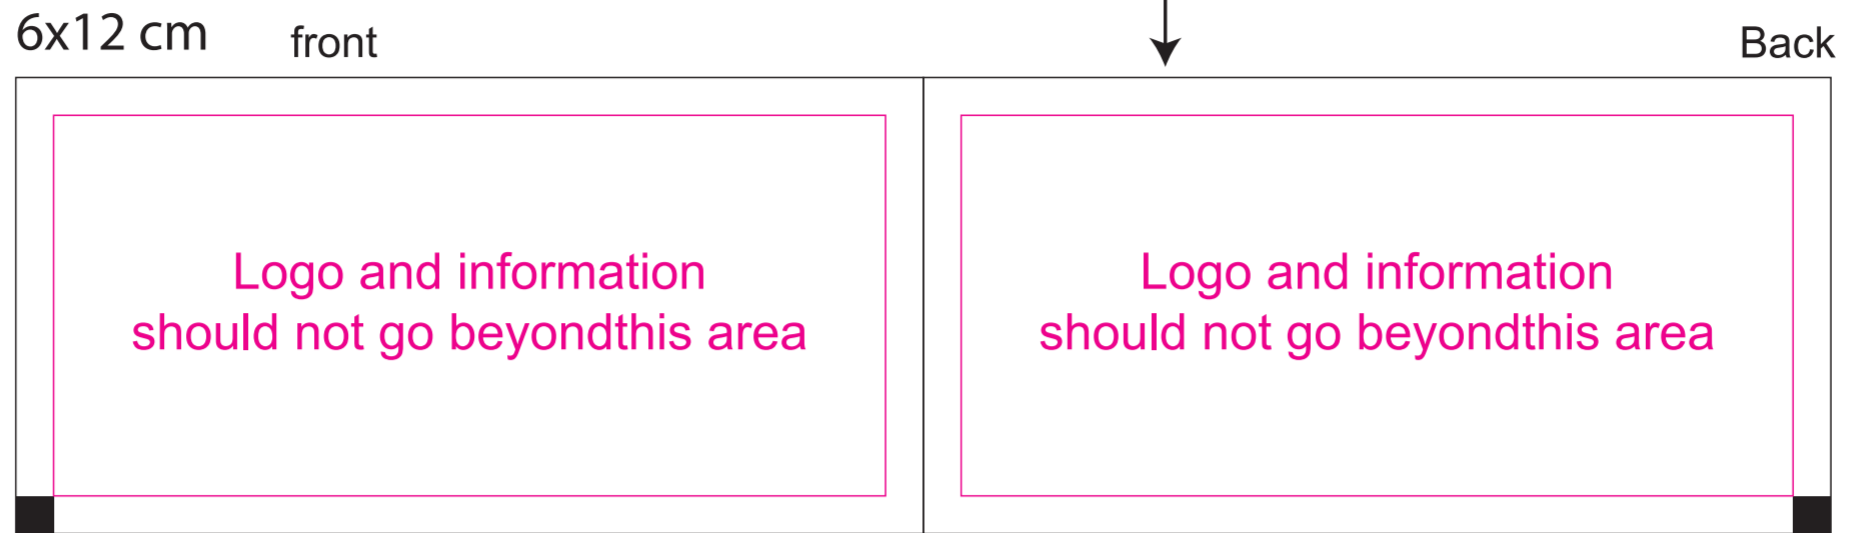 6x12 cm front Back
Logo and information
should not go beyondthis area
Logo and information
should not go beyondthis area